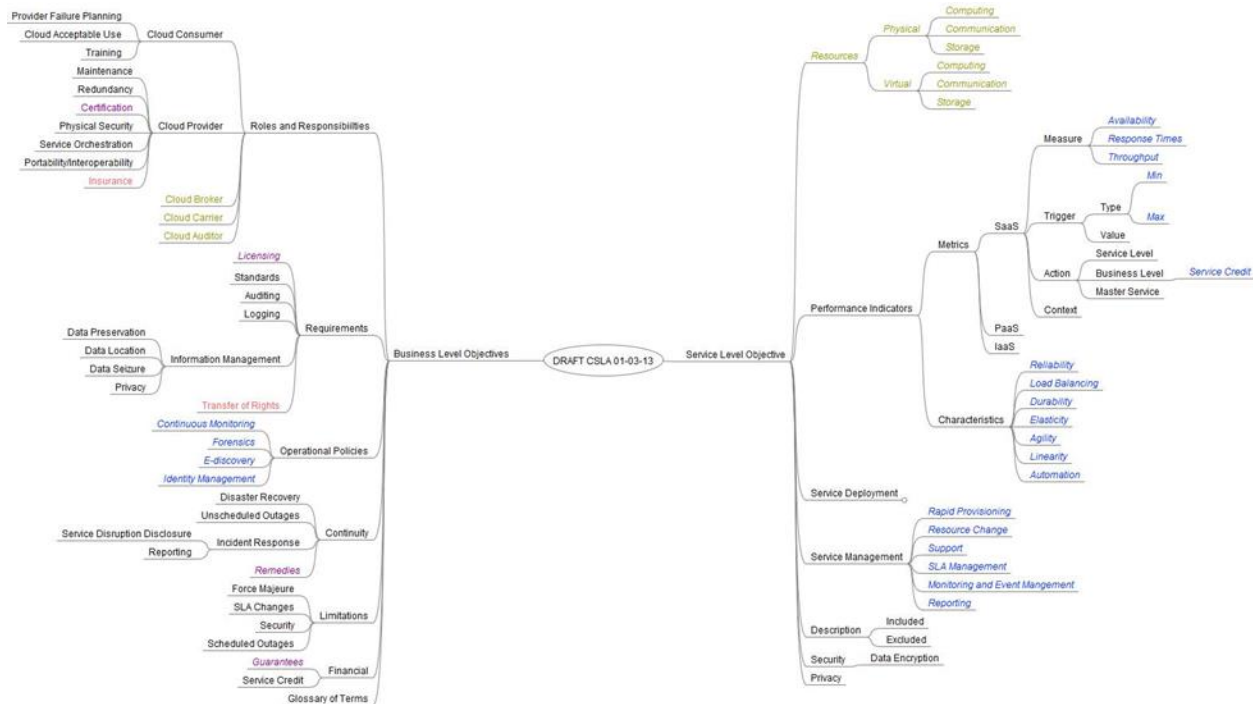 DRAFT CSLA 01-03-13
Business Level Objectives
Roles and Responsibiilties
Cloud Consumer
Provider Failure Planning
Cloud Acceptable Use
Training
Cloud Provider
Maintenance
Redundancy
Certification
Physical Security
Service Orchestration
Portability/Interoperability
Insurance
Cloud Broker
Cloud Carrier
Cloud Auditor
Requirements
Licensing
Standards
Auditing
Logging
Information Management
Data Preservation
Data Location
Data Seizure
Privacy
Transfer of Rights
Operational Policies
Continuous Monitoring
Forensics
E-discovery
Identity Management
Continuity
Disaster Recovery
Unscheduled Outages
Incident Response
Service Disruption Disclosure
Reporting
Remedies
Limitations
Force Majeure
SLA Changes
Security
Scheduled Outages
Financial
Guarantees
Service Credit
Glossary of Terms
Service Level Objective
Resources
Physical
Computing
Communication
Storage
Virtual
Computing
Communication
Storage
Performance Indicators
Metrics
SaaS
Measure
Availability
Response Times
Throughput
Trigger
Type
Min
Max
Value
Action
Service Level
Business Level
Service Credit
Master Service
Context
PaaS
IaaS
Characteristics
Reliability
Load Balancing
Durability
Elasticity
Agility
Linearity
Automation
Service Deployment
Service Management
Rapid Provisioning
Resource Change
Support
SLA Management
Monitoring and Event Mangement
Reporting
Description
Included
Excluded
Security
Data Encryption
Privacy